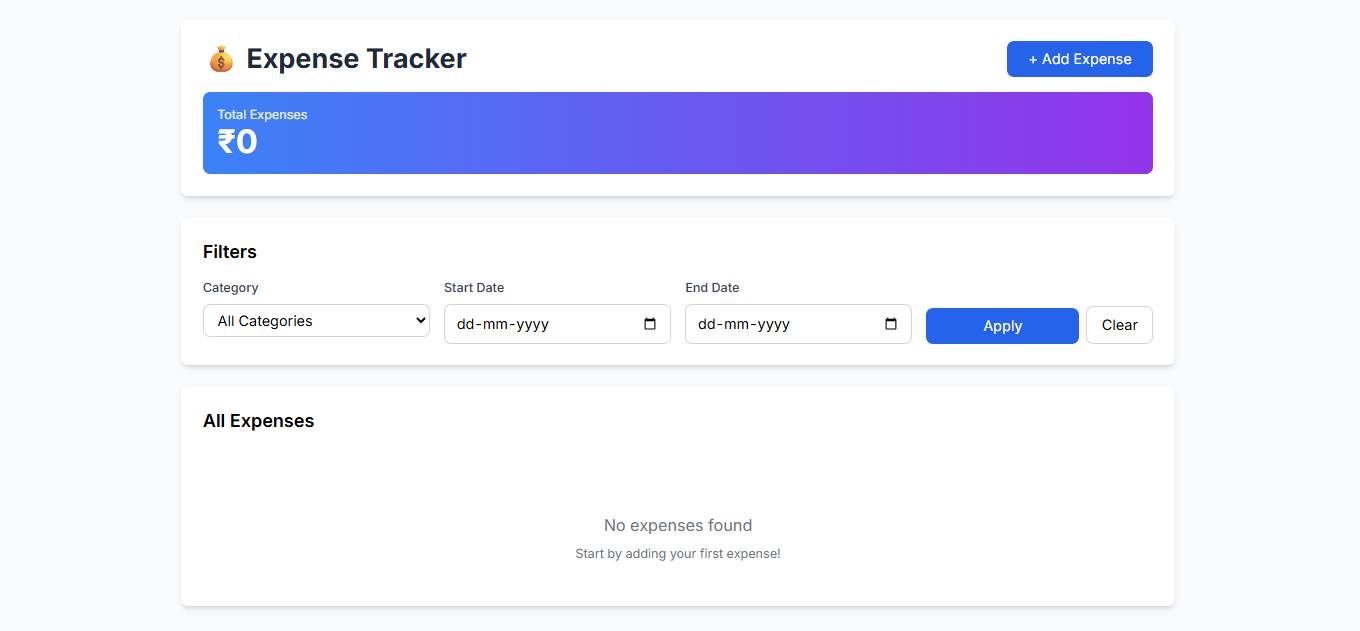 💰 Expense Tracker
+ Add Expense
Total Expenses
₹0
Filters
Category
Start Date
End Date
All Categories
dd-mm-yyyy
dd-mm-yyyy
Apply
Clear
All Expenses
No expenses found
Start by adding your first expense!